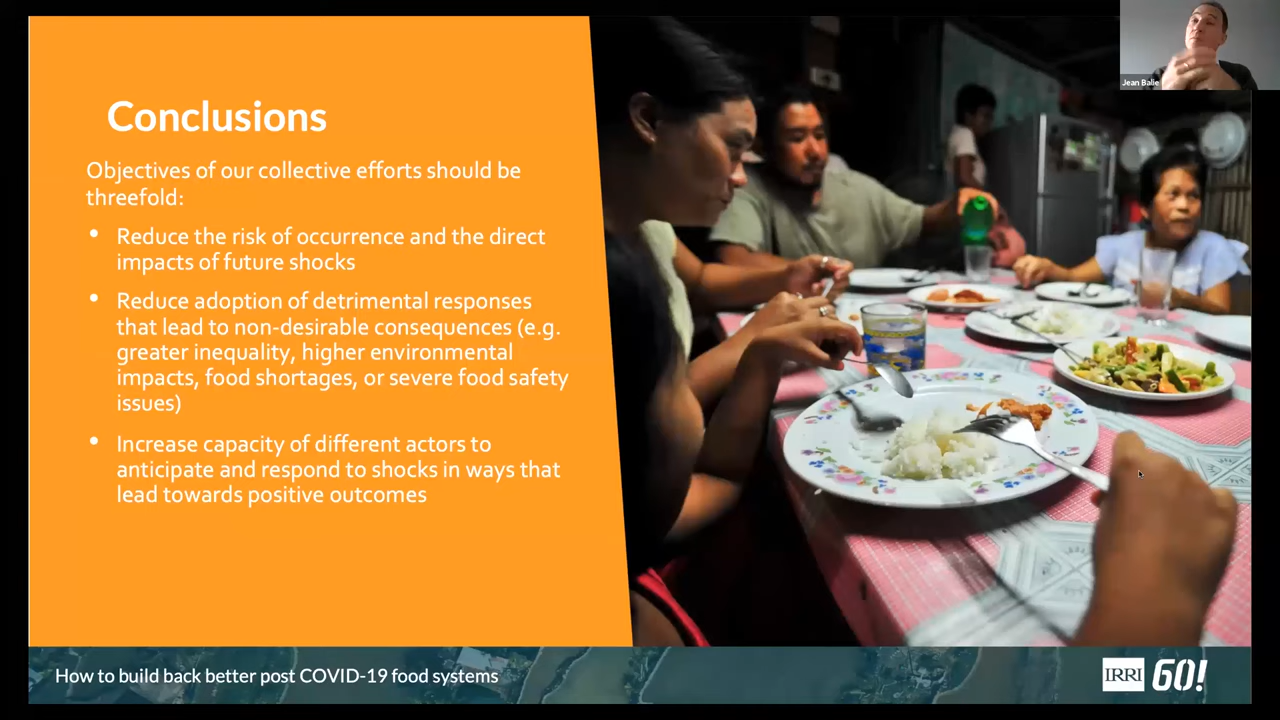 Jean Balie
Conclusions
Objectives of our collective efforts should be
threefold:
• Reduce the risk of occurrence and the direct
impacts of future shocks
• Reduce adoption of detrimental responses
that lead to non-desirable consequences (e.g.
greater inequality, higher environmental
impacts, food shortages, or severe food safety
issues)
• Increase capacity of different actors to
anticipate and respond to shocks in ways that
lead towards positive outcomes
How to build back better post COVID-19 food systems
IRRI 60!